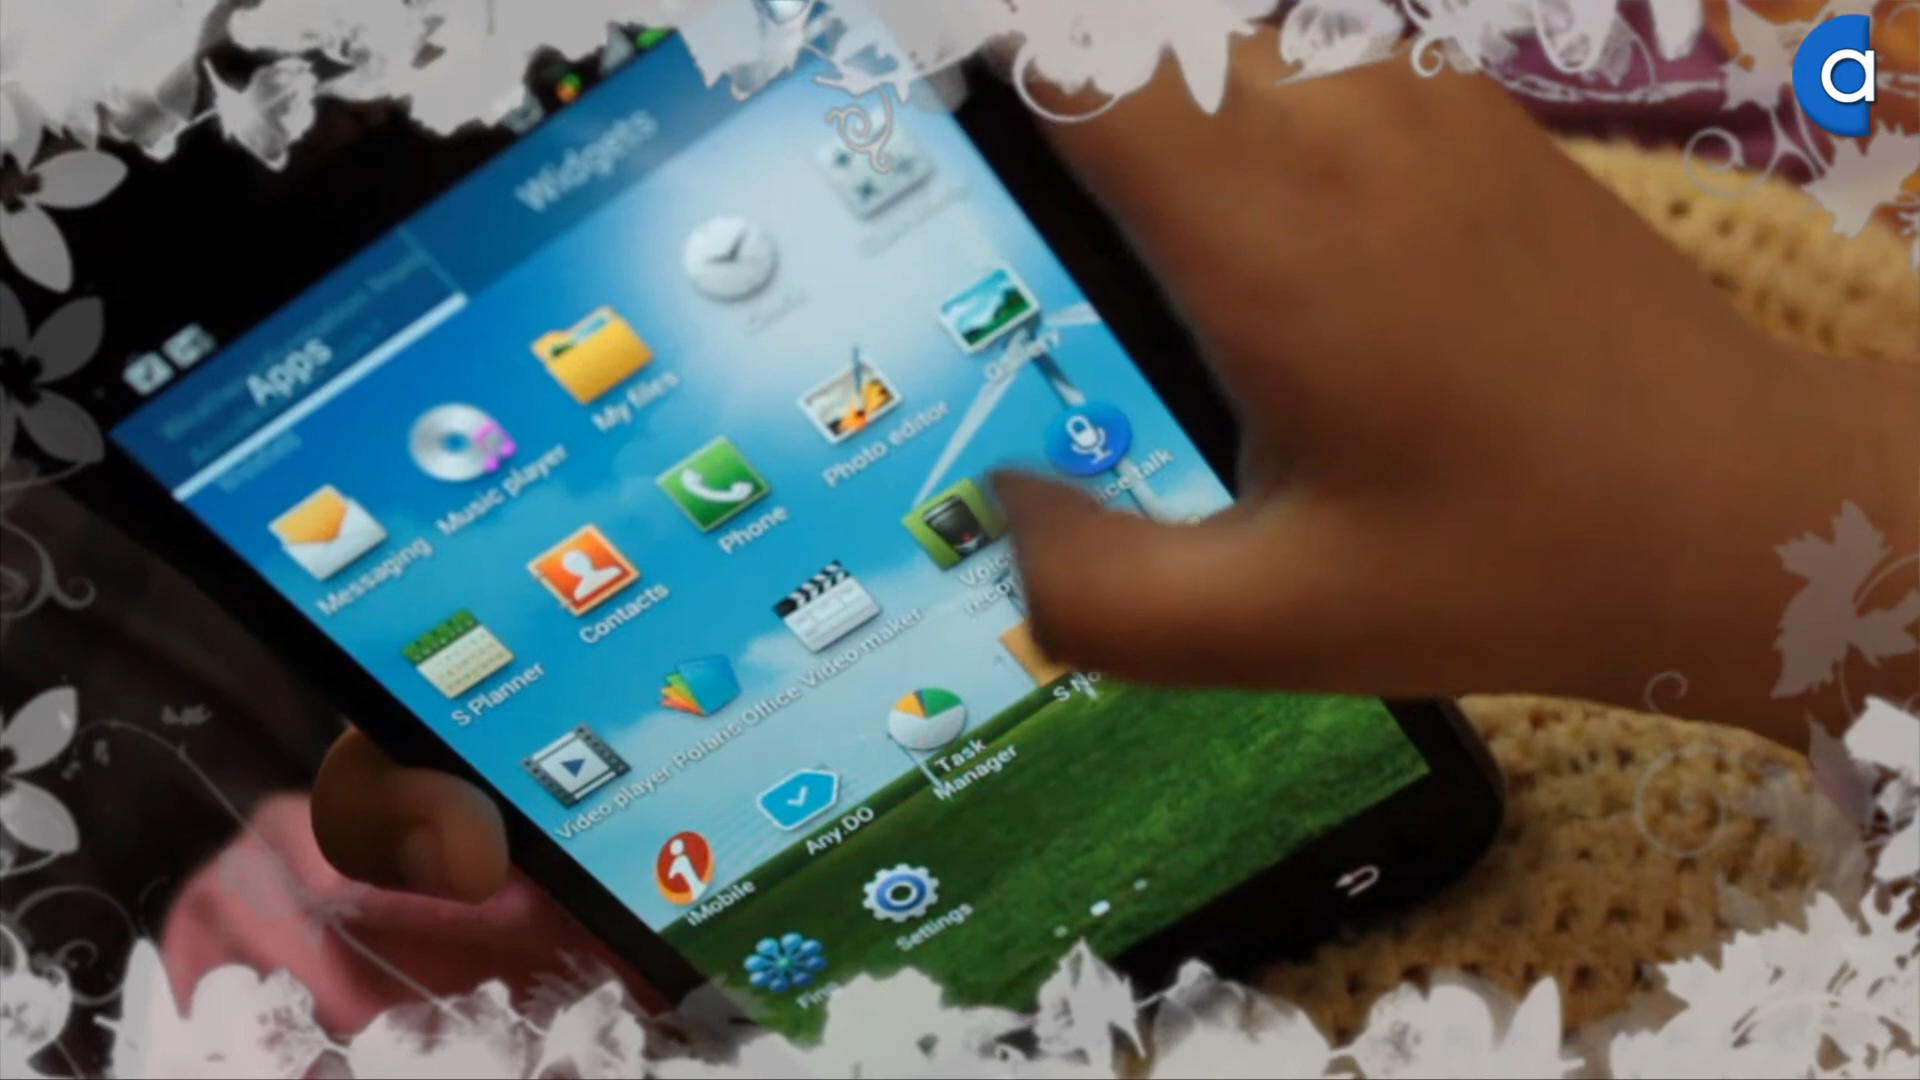 a
Apps
Widgets
Messaging
Music player
My files
S Planner
Contacts
Phone
Photo editor
Gallery
Video player
Polaris Office
Video maker
iMobile
Any.DO
Task
Manager
Settings